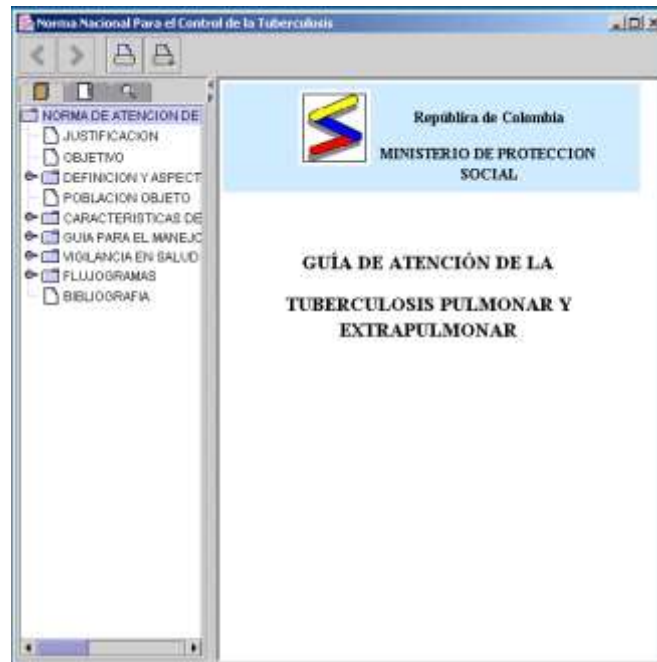 Norma Nacional Para el Control de la Tuberculosis
NORMA DE ATENCION DE
JUSTIFICACION
OBJETIVO
DEFINICION Y ASPECT
POBLACION OBJETO
CARACTERISTICAS DE
GUIA PARA EL MANEJO
VIGILANCIA EN SALUD
FLUJOGRAMAS
BIBLIOGRAFIA
República de Colombia
MINISTERIO DE PROTECCION
SOCIAL
GUÍA DE ATENCIÓN DE LA
TUBERCULOSIS PULMONAR Y
EXTRAPULMONAR